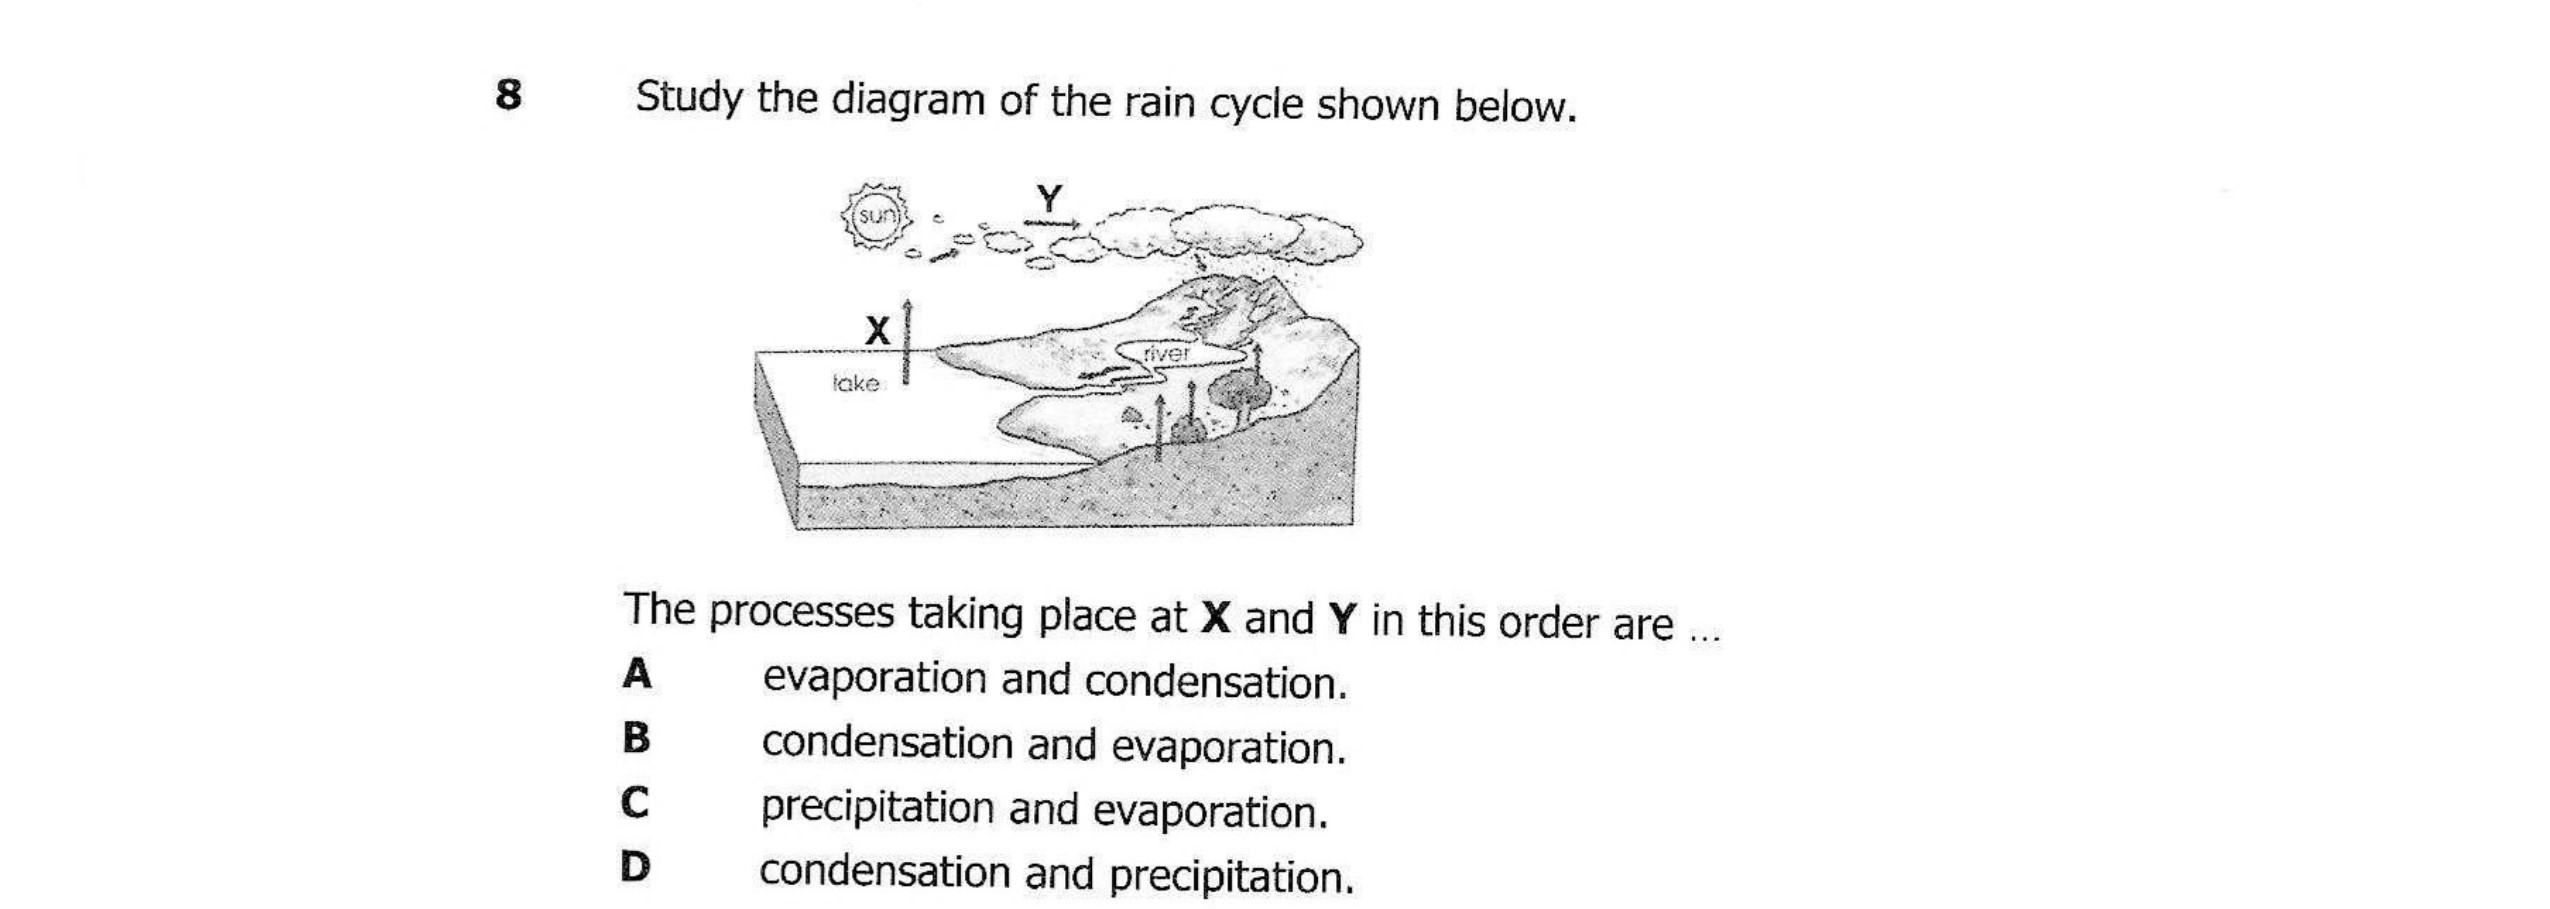 8 Study the diagram of the rain cycle shown below.
sun
Y
X
river
lake
The processes taking place at X and Y in this order are ...
A evaporation and condensation.
B condensation and evaporation.
C precipitation and evaporation.
D condensation and precipitation.